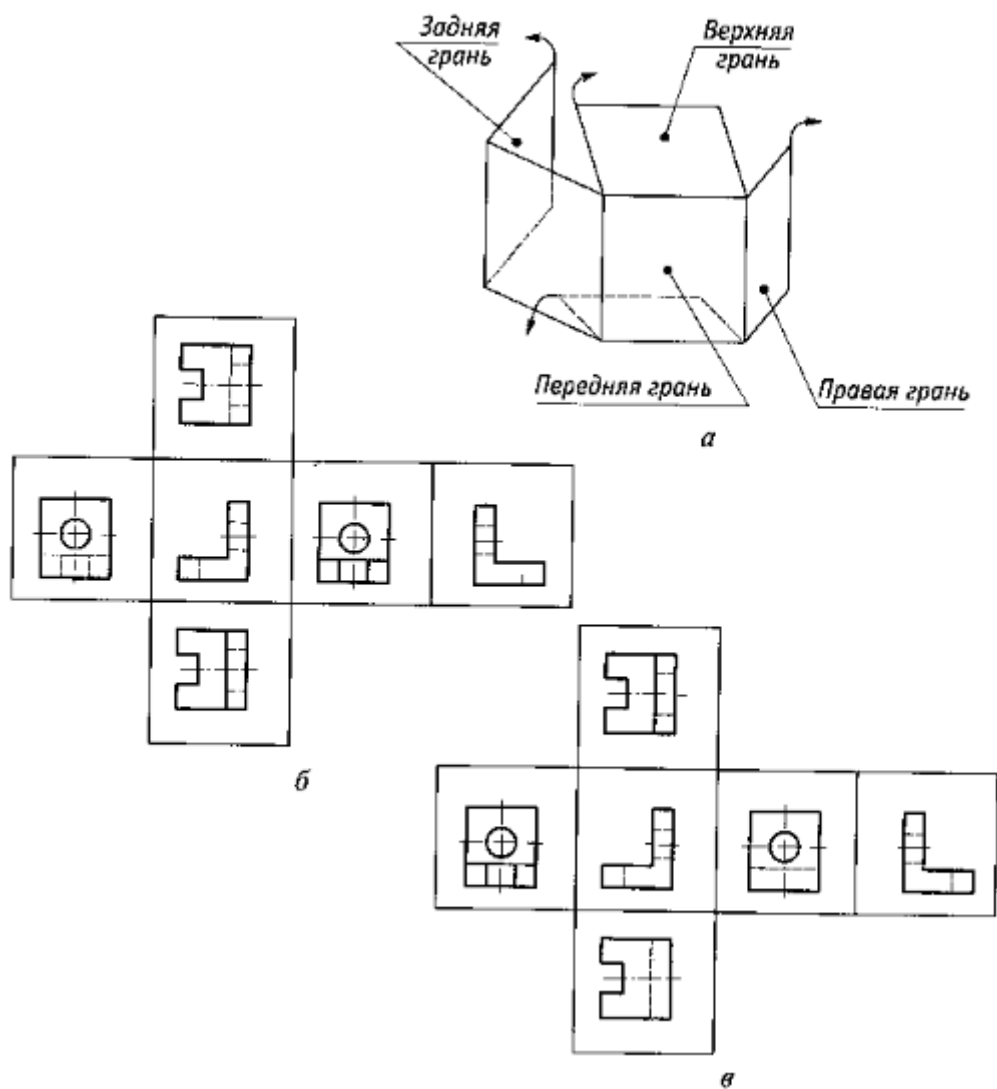 Задняя
грань
Верхняя
грань
Передняя грань
Правая грань
а
б
в